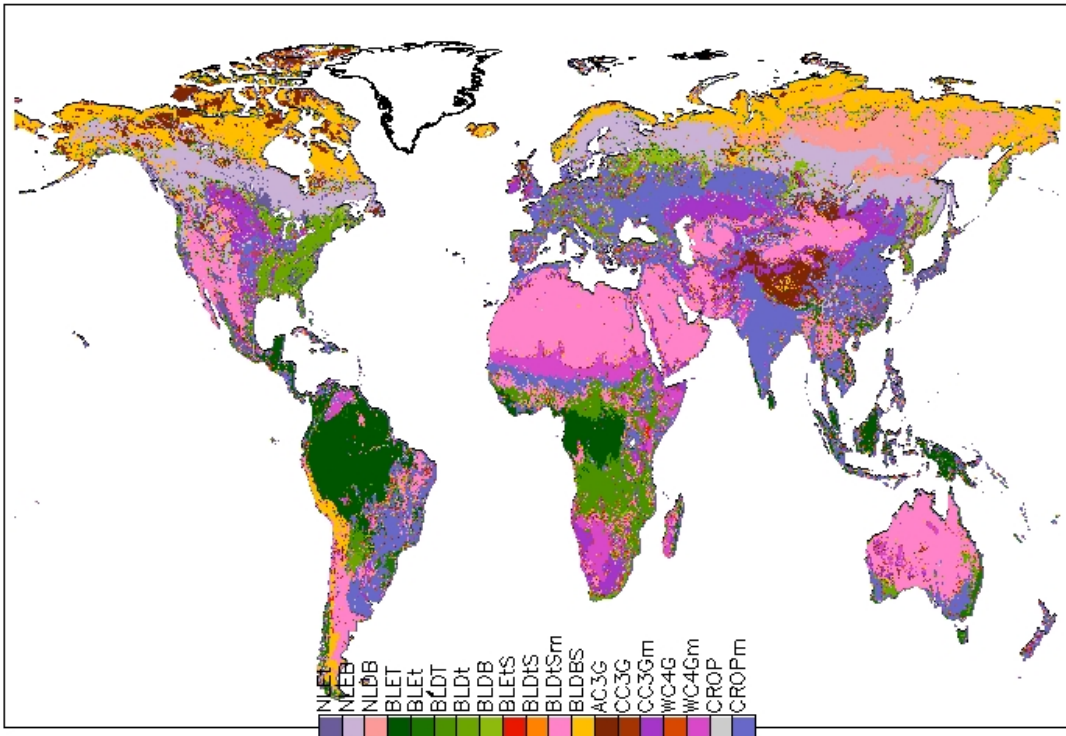 NLEt
NLEB
NLDB
BLET
BLEt
BLDT
BLDt
BLDB
BLEtS
BLDtS
BLDtSm
BLDBS
AC3G
CC3G
CC3Gm
WC4G
WC4Gm
CROP
CROPm